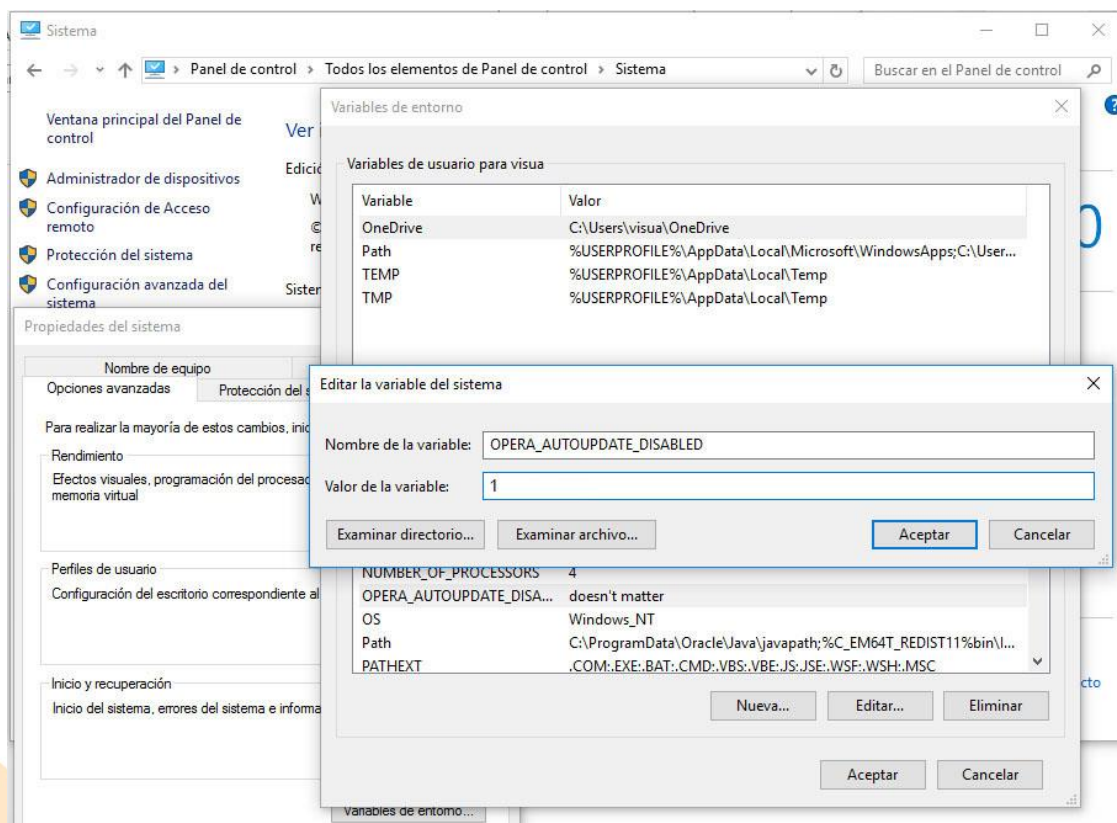 Sistema
Panel de control > Todos los elementos de Panel de control > Sistema
Buscar en el Panel de control
Ventana principal del Panel de control
Administrador de dispositivos
Configuración de Acceso remoto
Protección del sistema
Configuración avanzada del sistema
Ver
Propiedades del sistema
Nombre de equipo
Opciones avanzadas
Protección del
Para realizar la mayoría de estos cambios,
Rendimiento
Efectos visuales, programación del
memoria virtual
Perfiles de usuario
Configuración del escritorio correspondiente al
Inicio y recuperación
Inicio del sistema, errores del sistema e
Variables de entorno...
Variables de entorno
Variables de usuario para visua
Variable Valor
OneDrive C:\Users\visua\OneDrive
Path %USERPROFILE%\AppData\Local\Microsoft\WindowsApps;C:\User...
TEMP %USERPROFILE%\AppData\Local\Temp
TMP %USERPROFILE%\AppData\Local\Temp
Editar la variable del sistema
Nombre de la variable: OPERA_AUTOUPDATE_DISABLED
Valor de la variable: 1
Examinar directorio... Examinar archivo... Aceptar Cancelar
NUMBER_OF_PROCESSORS 4
OPERA_AUTOUPDATE_DISA... doesn't matter
OS Windows_NT
Path C:\ProgramData\Oracle\Java\javapath;%C_EM64T_REDIST11%bin\I...
PATHEXT .COM;.EXE;.BAT;.CMD;.VBS;.VBE;.JS;.JSE;.WSF;.WSH;.MSC
Nueva... Editar... Eliminar
Aceptar Cancelar